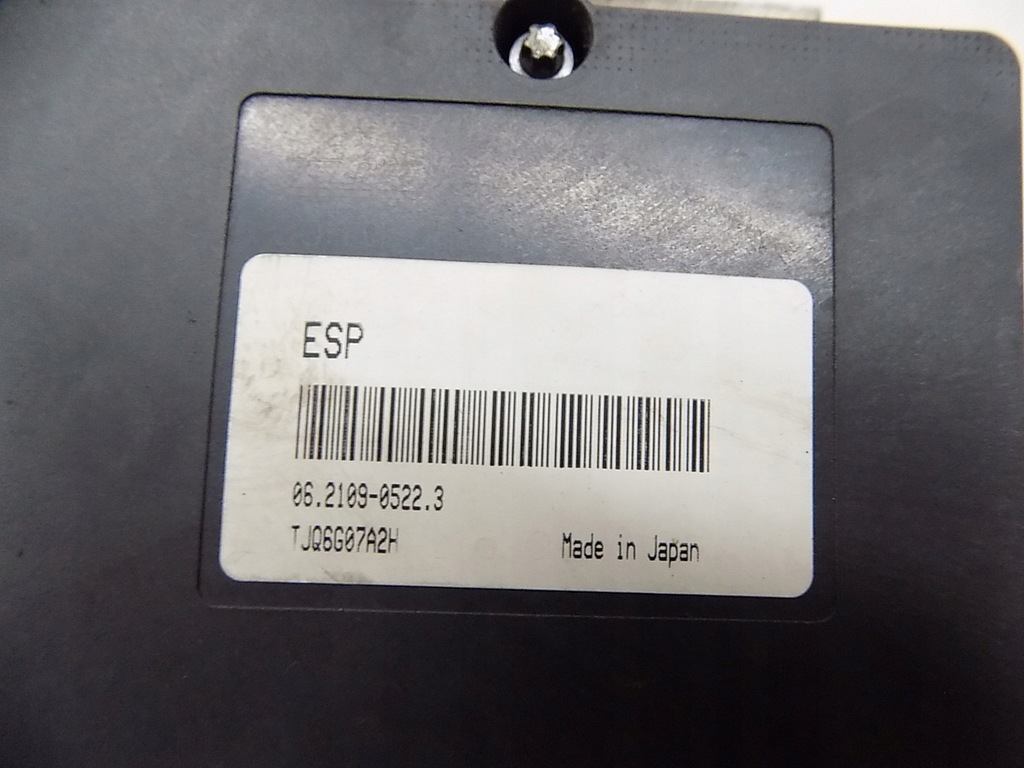 ESP
06.2109-0522.3
TJQ6G07A2H
Made in Japan